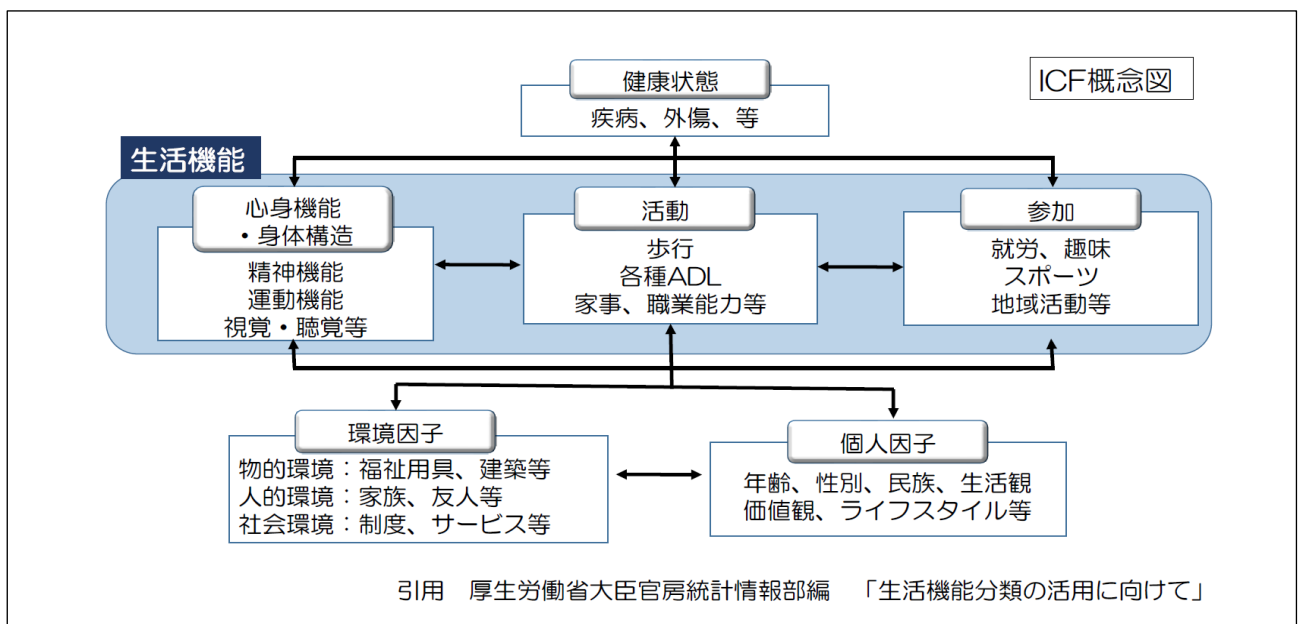 ICF概念図
健康状態
疾病、外傷、等
生活機能
心身機能
・身体構造
精神機能
運動機能
視覚・聴覚等
活動
歩行
各種ADL
家事、職業能力等
参加
就労、趣味
スポーツ
地域活動等
環境因子
物的環境：福祉用具、建築等
人的環境：家族、友人等
社会環境：制度、サービス等
個人因子
年齢、性別、民族、生活観
価値観、ライフスタイル等
引用　厚生労働省大臣官房統計情報部編　「生活機能分類の活用に向けて」